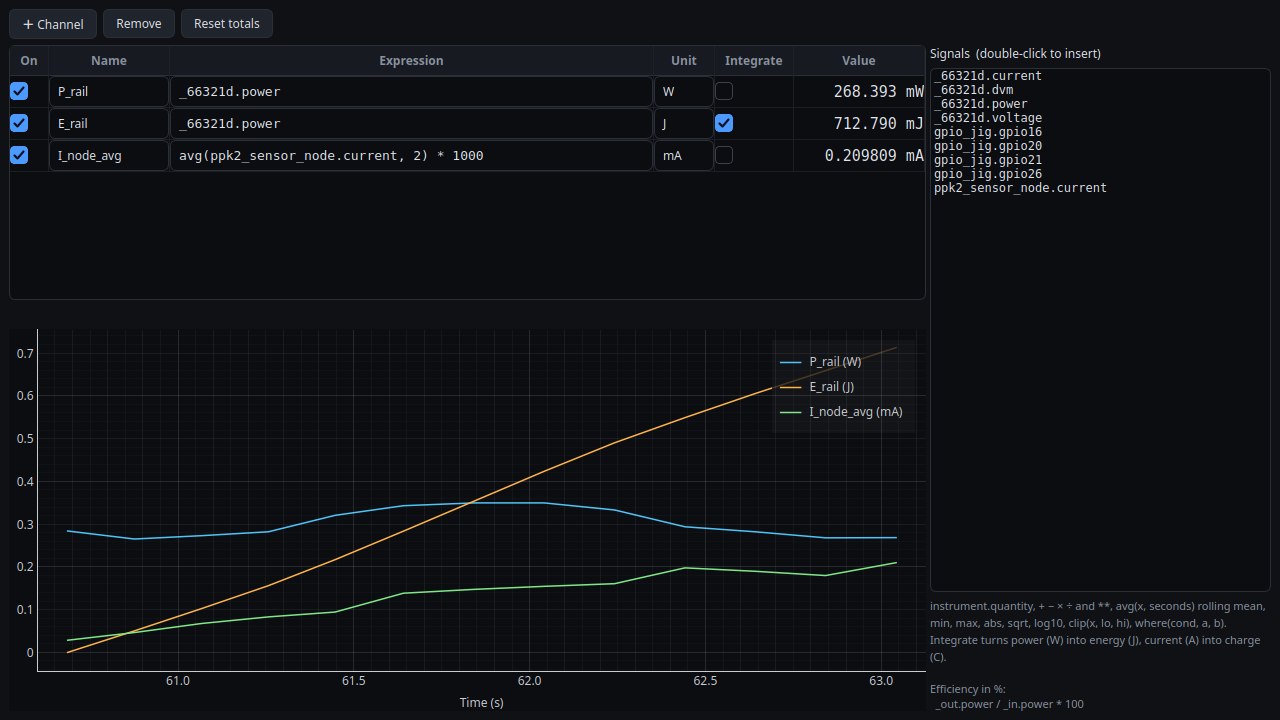 + Channel Remove Reset totals
On Name Expression Unit Integrate Value
P_rail _66321d.power W 268.393 mW
E_rail _66321d.power J 712.790 mJ
I_node_avg avg(ppk2_sensor_node.current, 2) * 1000 mA 0.209809 mA
Signals (double-click to insert)
_66321d.current
_66321d.dvm
_66321d.power
_66321d.voltage
gpio_jig.gpio16
gpio_jig.gpio20
gpio_jig.gpio21
gpio_jig.gpio26
ppk2_sensor_node.current
0.7
0.6
0.5
0.4
0.3
0.2
0.1
0
P_rail (W)
E_rail (J)
I_node_avg (mA)
61.0 61.5 62.0 62.5 63.0
Time (s)
instrument.quantity, + − × ÷ and **, avg(x, seconds) rolling mean,
min, max, abs, sqrt, log10, clip(x, lo, hi), where(cond, a, b).
Integrate turns power (W) into energy (J), current (A) into charge
(C).
Efficiency in %:
_out.power / _in.power * 100